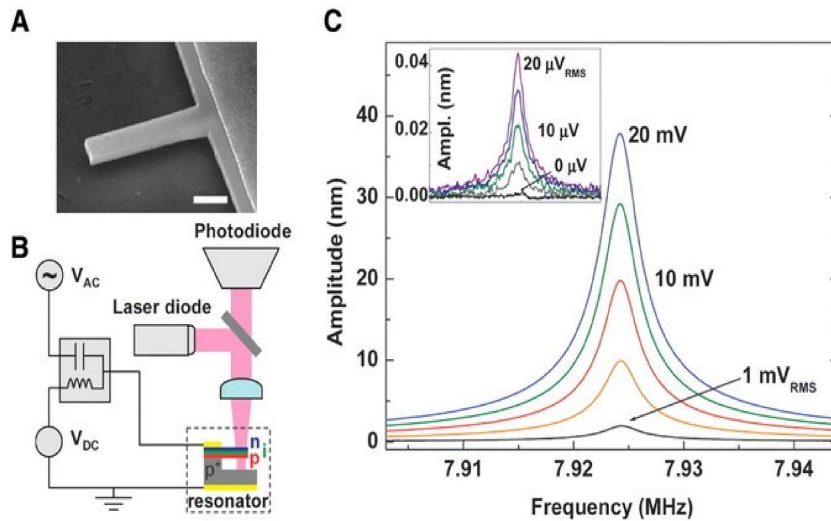 A
B
Photodiode
V_AC
Laser diode
V_DC
n
i
p
p+
resonator
C
0.04
0.02
-0.00
Ampl. (nm)
20 μV_RMS
10 μV
0 μV
40
30
20
10
0
Amplitude (nm)
20 mV
10 mV
1 mV_RMS
7.91
7.92
7.93
7.94
Frequency (MHz)